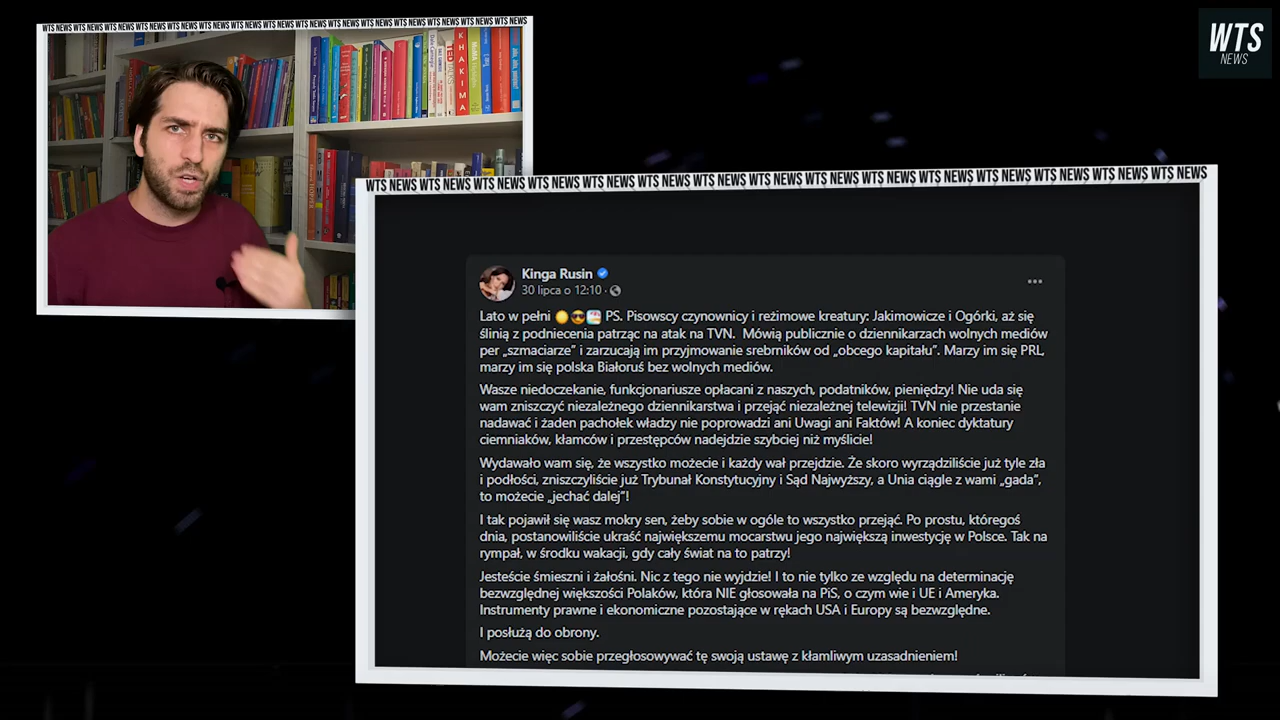 WTS NEWS WTS NEWS WTS NEWS WTS NEWS WTS NEWS WTS NEWS WTS NEWS WTS NEWS WTS NEWS WTS NEWS WTS NEWS WTS NEWS WTS NEWS WTS NEWS WTS NEWS
WTS
NEWS
KHAKIMA
WTS NEWS WTS NEWS WTS NEWS WTS NEWS WTS NEWS WTS NEWS WTS NEWS WTS NEWS WTS NEWS WTS NEWS WTS NEWS WTS NEWS WTS NEWS WTS NEWS WTS NEWS
Kinga Rusin
30 lipca o 12:10 ·
Lato w pełni PS. Pisowscy czynownicy i reżimowe kreatury: Jakimowicze i Ogórki, aż się
ślinią z podniecenia patrząc na atak na TVN. Mówią publicznie o dziennikarzach wolnych mediów
per „szmaciarze" i zarzucają im przyjmowanie srebrników od „obcego kapitału". Marzy im się PRL,
marzy im się polska Białoruś bez wolnych mediów.
Wasze niedoczekanie, funkcjonariusze opłacani z naszych, podatników, pieniędzy! Nie uda się
wam zniszczyć niezależnego dziennikarstwa i przejąć niezależnej telewizji! TVN nie przestanie
nadawać i żaden pachołek władzy nie poprowadzi ani Uwagi ani Faktów! A koniec dyktatury
ciemniaków, kłamców i przestępców nadejdzie szybciej niż myślicie!
Wydawało wam się, że wszystko możecie i każdy wał przejdzie. Że skoro wyrządziliście już tyle zła
i podłości, zniszczyliście już Trybunał Konstytucyjny i Sąd Najwyższy, a Unia ciągle z wami „gada",
to możecie „jechać dalej"!
I tak pojawił się wasz mokry sen, żeby sobie w ogóle to wszystko przejąć. Po prostu, któregoś
dnia, postanowiliście ukraść największemu mocarstwu jego największą inwestycję w Polsce. Tak na
rympał, w środku wakacji, gdy cały świat na to patrzy!
Jesteście śmieszni i żałośni. Nic z tego nie wyjdzie! I to nie tylko ze względu na determinację
bezwzględnej większości Polaków, która NIE głosowała na PiS, o czym wie i UE i Ameryka.
Instrumenty prawne i ekonomiczne pozostające w rękach USA i Europy są bezwzględne.
I posłużą do obrony.
Możecie więc sobie przegłosowywać tę swoją ustawę z kłamliwym uzasadnieniem!